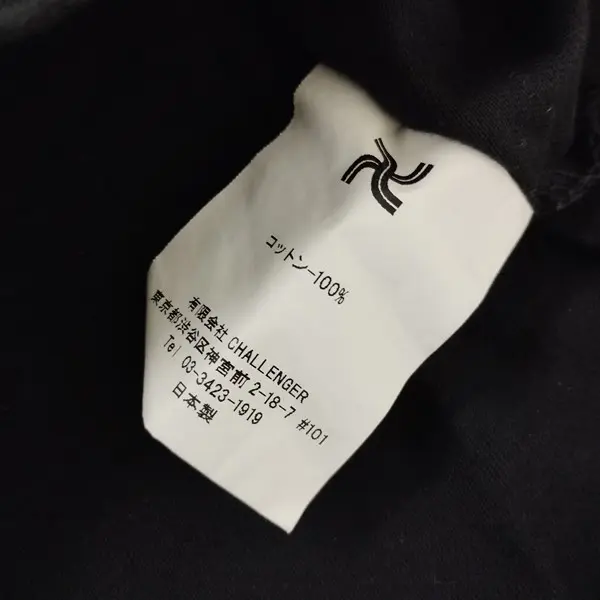 コットン-100%
有限会社 CHALLENGER
東京都渋谷区神宮前 2-18-7 #101
Tel 03-3423-1919
日本製